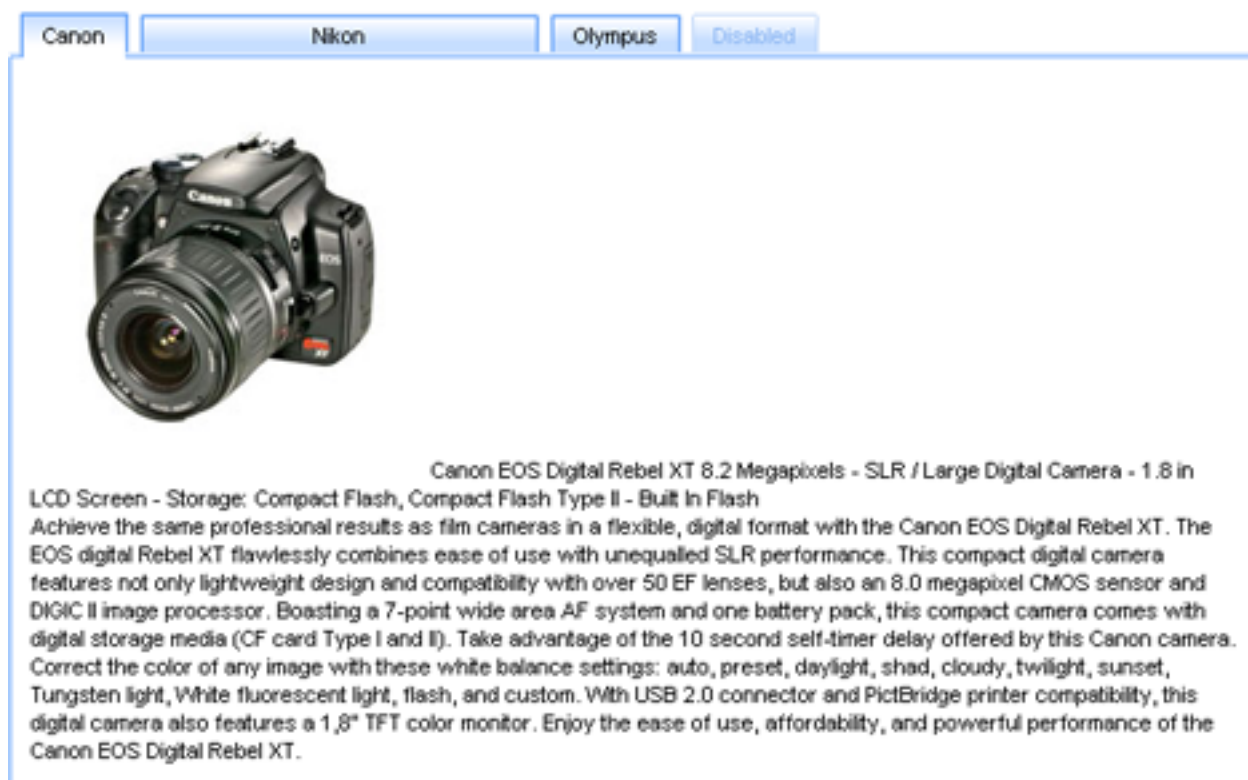 Canon Nikon Olympus Disabled
Canon
EOS
XT
Canon EOS Digital Rebel XT 8.2 Megapixels - SLR / Large Digital Camera - 1.8 in
LCD Screen - Storage: Compact Flash, Compact Flash Type II - Built In Flash
Achieve the same professional results as film cameras in a flexible, digital format with the Canon EOS Digital Rebel XT. The
EOS digital Rebel XT flawlessly combines ease of use with unequalled SLR performance. This compact digital camera
features not only lightweight design and compatibility with over 50 EF lenses, but also an 8.0 megapixel CMOS sensor and
DIGIC II image processor. Boasting a 7-point wide area AF system and one battery pack, this compact camera comes with
digital storage media (CF card Type I and II). Take advantage of the 10 second self-timer delay offered by this Canon camera.
Correct the color of any image with these white balance settings: auto, preset, daylight, shad, cloudy, twilight, sunset,
Tungsten light, White fluorescent light, flash, and custom. With USB 2.0 connector and PictBridge printer compatibility, this
digital camera also features a 1,8" TFT color monitor. Enjoy the ease of use, affordability, and powerful performance of the
Canon EOS Digital Rebel XT.